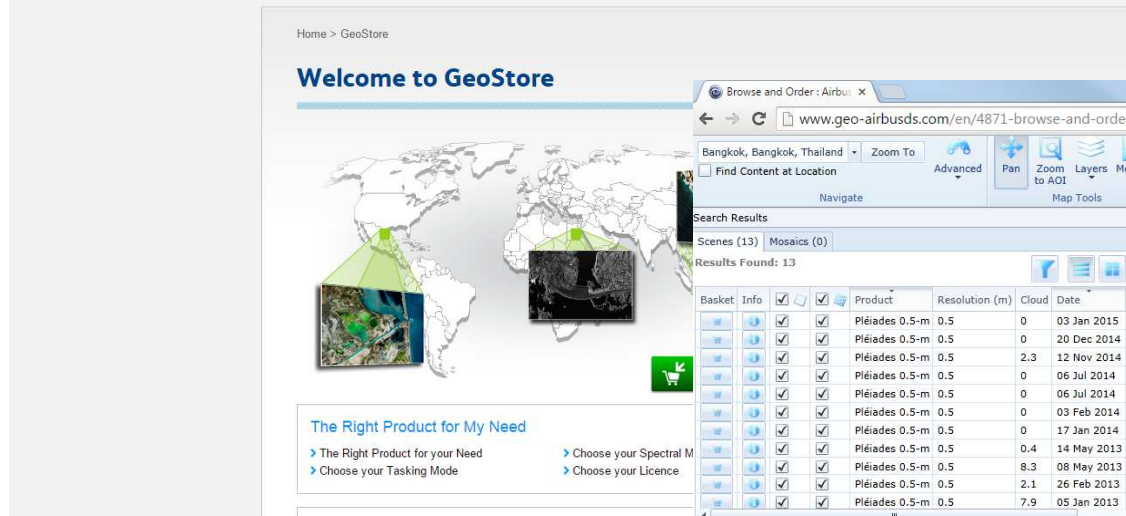 Home > GeoStore
Welcome to GeoStore
Browse and Order : Airbu
www.geo-airbusds.com/en/4871-browse-and-orde
Bangkok, Bangkok, Thailand Zoom To
Find Content at Location
Advanced
Pan
Zoom to AOI
Layers
Navigate
Map Tools
Search Results
Scenes (13) Mosaics (0)
Results Found: 13
Basket Info Product Resolution (m) Cloud Date
Pléiades 0.5-m 0.5 0 03 Jan 2015
Pléiades 0.5-m 0.5 0 20 Dec 2014
Pléiades 0.5-m 0.5 2.3 12 Nov 2014
Pléiades 0.5-m 0.5 0 06 Jul 2014
Pléiades 0.5-m 0.5 0 06 Jul 2014
Pléiades 0.5-m 0.5 0 03 Feb 2014
Pléiades 0.5-m 0.5 0 17 Jan 2014
Pléiades 0.5-m 0.5 0.4 14 May 2013
Pléiades 0.5-m 0.5 8.3 08 May 2013
Pléiades 0.5-m 0.5 2.1 26 Feb 2013
Pléiades 0.5-m 0.5 7.9 05 Jan 2013
The Right Product for My Need
The Right Product for your Need
Choose your Tasking Mode
Choose your Spectral M
Choose your Licence